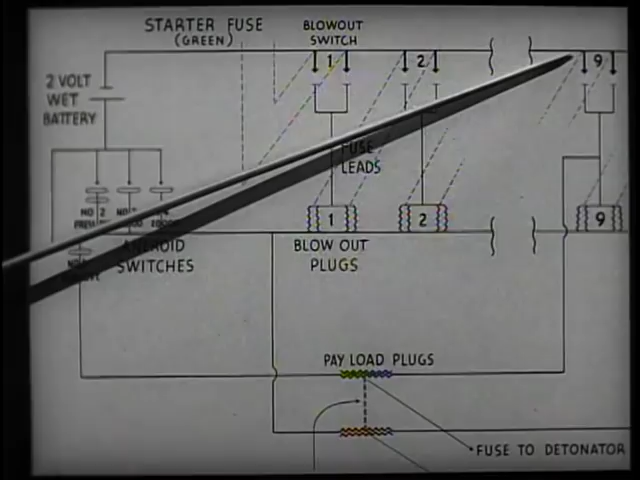 STARTER FUSE
(GREEN)
BLOWOUT
SWITCH
1
2
9
2 VOLT
WET
BATTERY
FUSE
LEADS
NO 2
1
2
9
SWITCHES
BLOW OUT
PLUGS
PAY LOAD PLUGS
FUSE TO DETONATOR